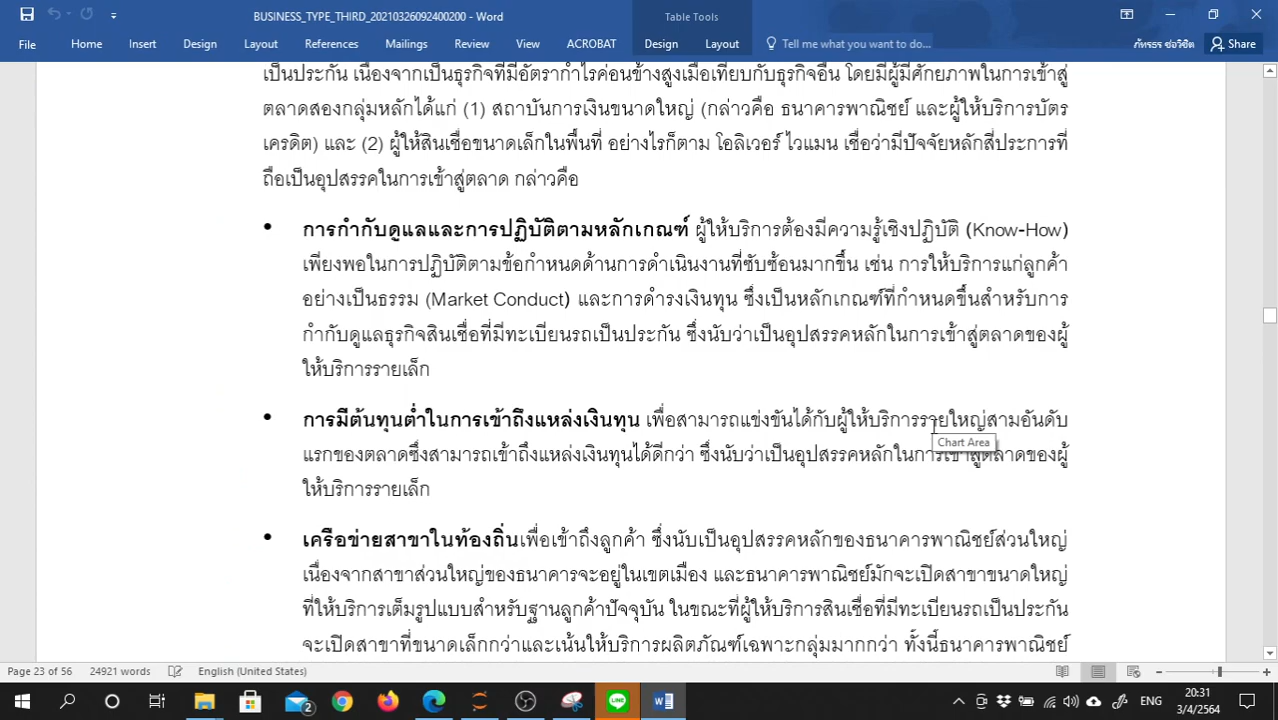 BUSINESS_TYPE_THIRD_20210326092400200 - Word
Table Tools
File Home Insert Design Layout References Mailings Review View ACROBAT Design Layout Tell me what you want to do... ภัทรธร ช่อวิชิต Share
เป็นประกัน เนื่องจากเป็นธุรกิจที่มีอัตรากำไรค่อนข้างสูงเมื่อเทียบกับธุรกิจอื่น โดยมีผู้มีศักยภาพในการเข้าสู่
ตลาดสองกลุ่มหลักได้แก่ (1) สถาบันการเงินขนาดใหญ่ (กล่าวคือ ธนาคารพาณิชย์ และผู้ให้บริการบัตร
เครดิต) และ (2) ผู้ให้สินเชื่อขนาดเล็กในพื้นที่ อย่างไรก็ตาม โอลิเวอร์ ไวแมน เชื่อว่ามีปัจจัยหลักสี่ประการที่
ถือเป็นอุปสรรคในการเข้าสู่ตลาด กล่าวคือ
• การกำกับดูแลและการปฏิบัติตามหลักเกณฑ์ ผู้ให้บริการต้องมีความรู้เชิงปฏิบัติ (Know-How)
เพียงพอในการปฏิบัติตามข้อกำหนดด้านการดำเนินงานที่ซับซ้อนมากขึ้น เช่น การให้บริการแก่ลูกค้า
อย่างเป็นธรรม (Market Conduct) และการดำรงเงินทุน ซึ่งเป็นหลักเกณฑ์ที่กำหนดขึ้นสำหรับการ
กำกับดูแลธุรกิจสินเชื่อที่มีทะเบียนรถเป็นประกัน ซึ่งนับว่าเป็นอุปสรรคหลักในการเข้าสู่ตลาดของผู้
ให้บริการรายเล็ก
• การมีต้นทุนต่ำในการเข้าถึงแหล่งเงินทุน เพื่อสามารถแข่งขันได้กับผู้ให้บริการรายใหญ่สามอันดับ
Chart Area
แรกของตลาดซึ่งสามารถเข้าถึงแหล่งเงินทุนได้ดีกว่า ซึ่งนับว่าเป็นอุปสรรคหลักในการเข้าสู่ตลาดของผู้
ให้บริการรายเล็ก
• เครือข่ายสาขาในท้องถิ่นเพื่อเข้าถึงลูกค้า ซึ่งนับเป็นอุปสรรคหลักของธนาคารพาณิชย์ส่วนใหญ่
เนื่องจากสาขาส่วนใหญ่ของธนาคารจะอยู่ในเขตเมือง และธนาคารพาณิชย์มักจะเปิดสาขาขนาดใหญ่
ที่ให้บริการเต็มรูปแบบสำหรับฐานลูกค้าปัจจุบัน ในขณะที่ผู้ให้บริการสินเชื่อที่มีทะเบียนรถเป็นประกัน
จะเปิดสาขาที่ขนาดเล็กกว่าและเน้นให้บริการผลิตภัณฑ์เฉพาะกลุ่มมากกว่า ทั้งนี้ธนาคารพาณิชย์
Page 23 of 56 24921 words English (United States)
2 LINE ENG 20:31
3/4/2564